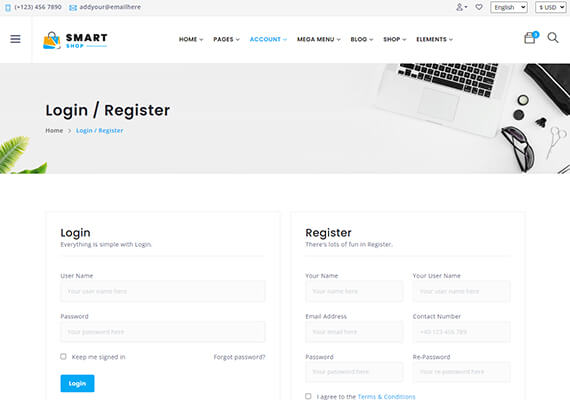 (+123) 456 7890 addyour@emailhere English $ USD
SMART
SHOP
HOME PAGES ACCOUNT MEGA MENU BLOG SHOP ELEMENTS
Login / Register
Home > Login / Register
Login
Everything is simple with Login.
User Name
Your user name here
Password
Your password here
Keep me signed in Forgot password?
Login
Register
There's lots of fun in Register.
Your Name Your User Name
Your name here Your user name here
Email Address Contact Number
Your email here +40 123 456 789
Password Re-Password
Your password here Your re-password here
I agree to the Terms & Conditions